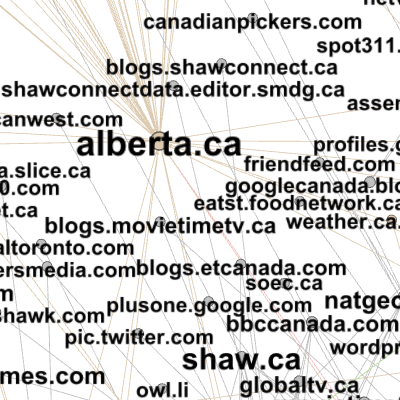 canadianpickers.com
spot311.
blogs.shawconnect.ca
shawconnectdata.editor.smdg.ca
asser
canwest.com
alberta.ca
profiles.g
friendfeed.com
a.slice.ca
0.com
googlecanada.blo
eatst.foodnetwork.ca
t.ca
weather.ca
blogs.movietimetv.ca
altoronto.com
ersmedia.com
blogs.etcanada.com
soec.ca
plusone.google.com
natgeo
hawk.com
bbccanada.com
pic.twitter.com
wordpr
shaw.ca
mes.com
globaltv.ca
owl.li